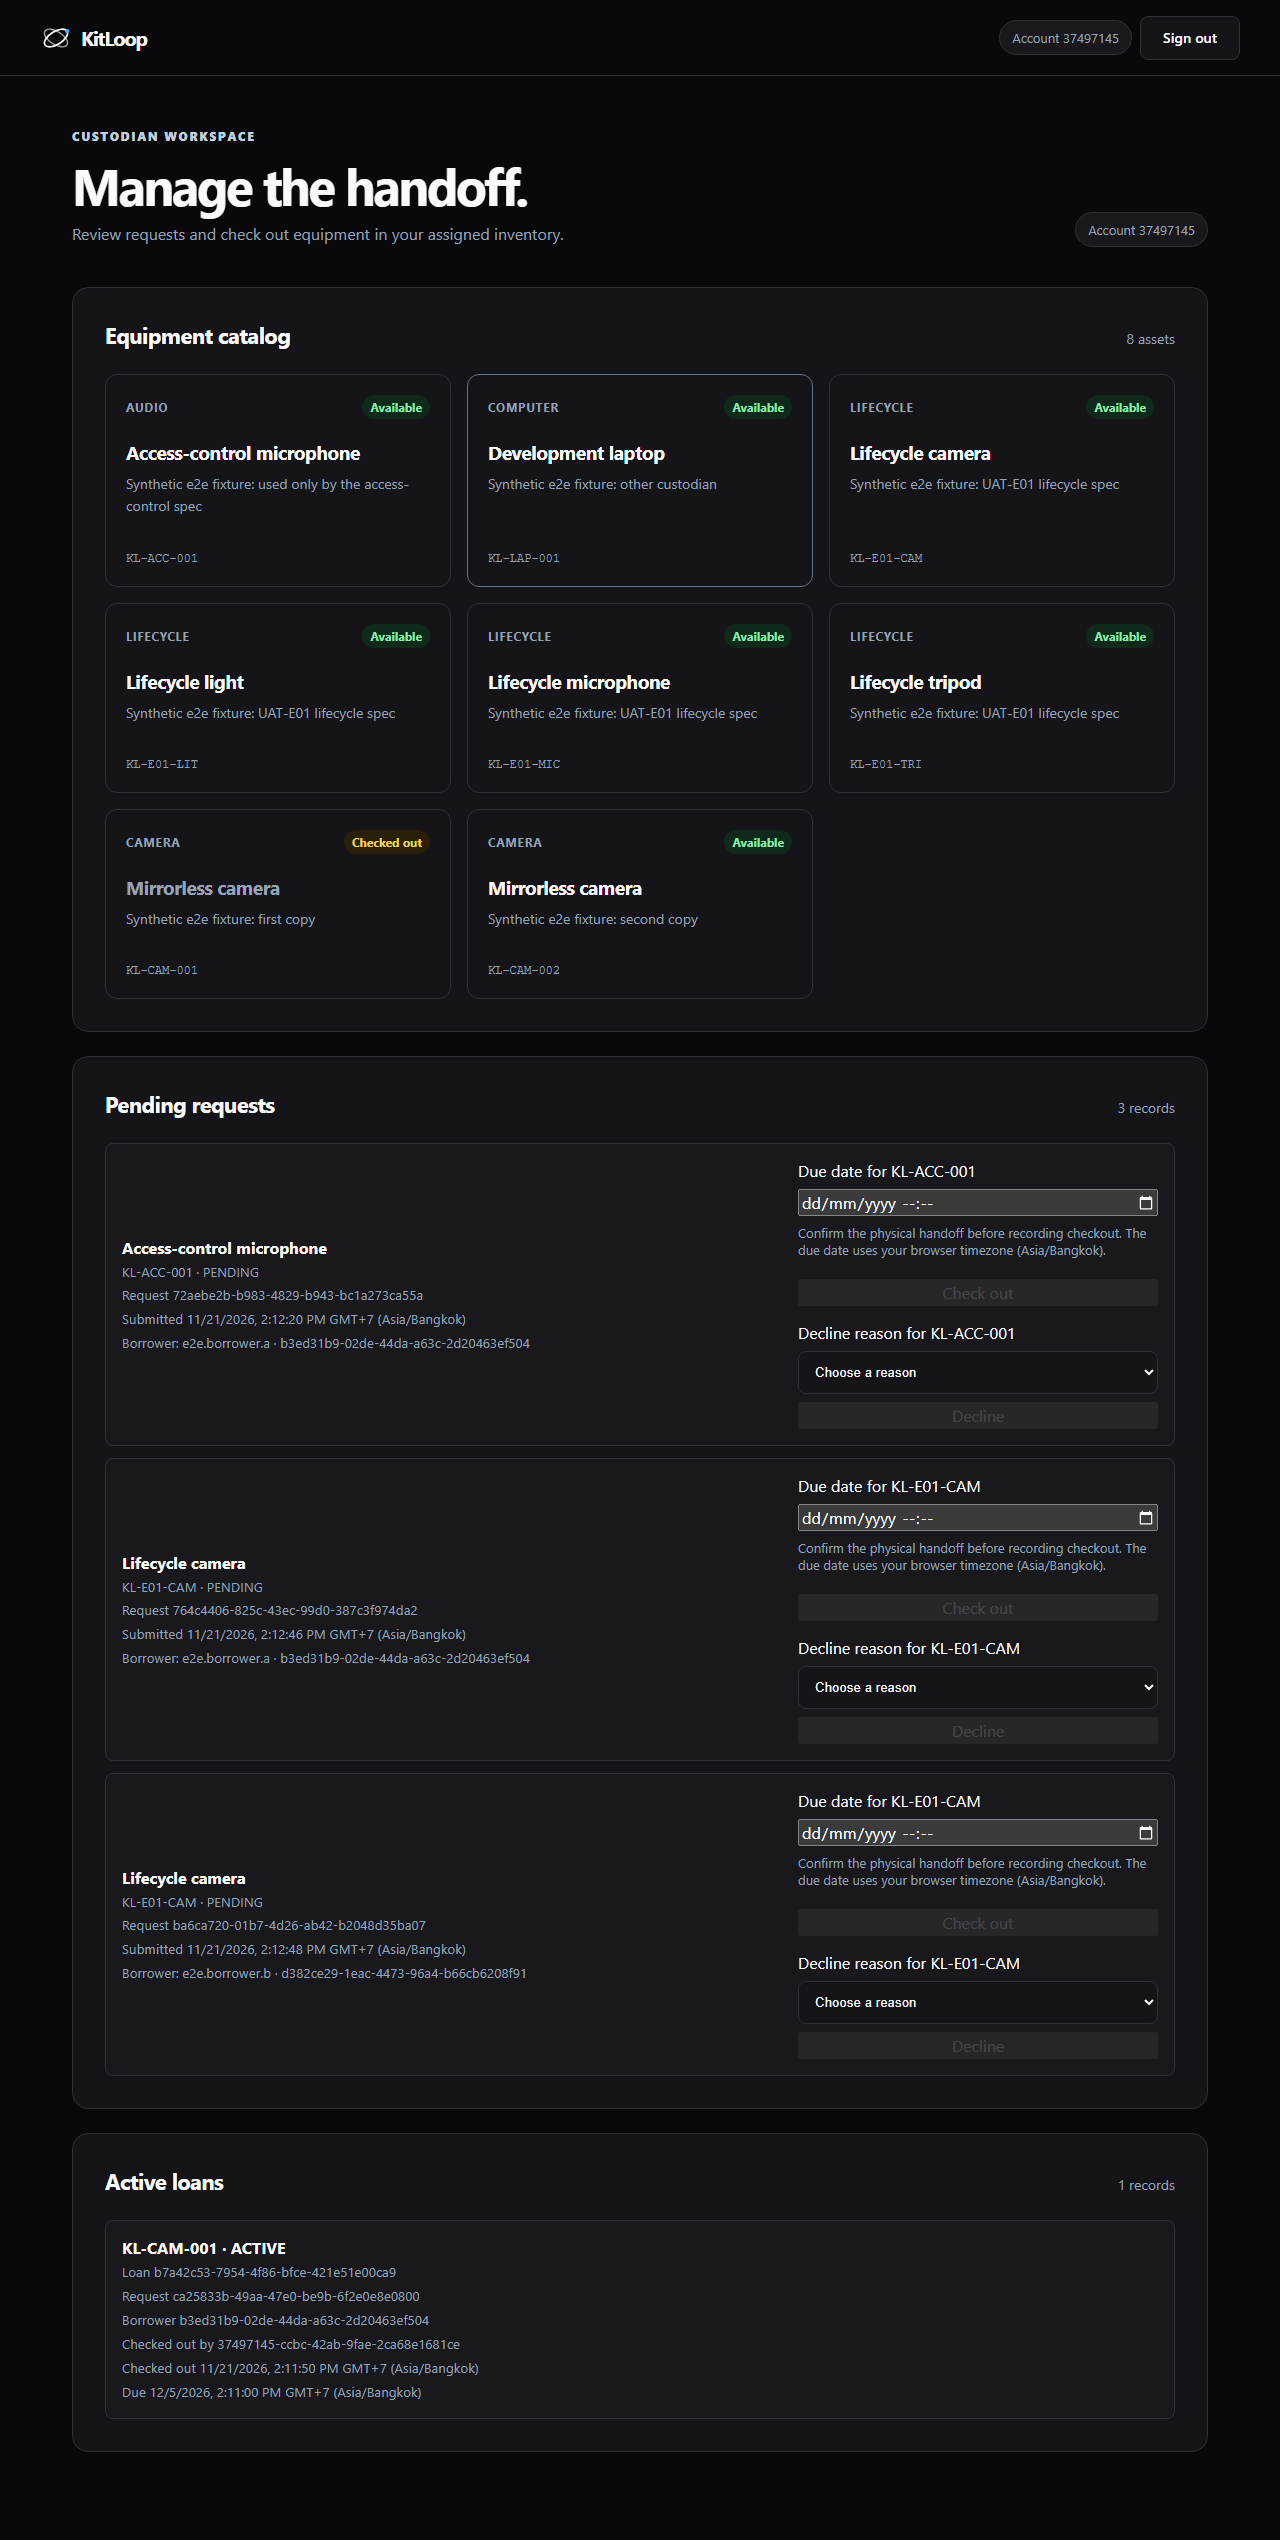 KitLoop
Account 37497145
Sign out
CUSTODIAN WORKSPACE
Manage the handoff.
Review requests and check out equipment in your assigned inventory.
Account 37497145
Equipment catalog
8 assets
AUDIO
Available
Access-control microphone
Synthetic e2e fixture: used only by the access-
control spec
KL-ACC-001
COMPUTER
Available
Development laptop
Synthetic e2e fixture: other custodian
KL-LAP-001
LIFECYCLE
Available
Lifecycle camera
Synthetic e2e fixture: UAT-E01 lifecycle spec
KL-E01-CAM
LIFECYCLE
Available
Lifecycle light
Synthetic e2e fixture: UAT-E01 lifecycle spec
KL-E01-LIT
LIFECYCLE
Available
Lifecycle microphone
Synthetic e2e fixture: UAT-E01 lifecycle spec
KL-E01-MIC
LIFECYCLE
Available
Lifecycle tripod
Synthetic e2e fixture: UAT-E01 lifecycle spec
KL-E01-TRI
CAMERA
Checked out
Mirrorless camera
Synthetic e2e fixture: first copy
KL-CAM-001
CAMERA
Available
Mirrorless camera
Synthetic e2e fixture: second copy
KL-CAM-002
Pending requests
3 records
Access-control microphone
KL-ACC-001 · PENDING
Request 72aebe2b-b983-4829-b943-bc1a273ca55a
Submitted 11/21/2026, 2:12:20 PM GMT+7 (Asia/Bangkok)
Borrower: e2e.borrower.a · b3ed31b9-02de-44da-a63c-2d20463ef504
Due date for KL-ACC-001
dd/mm/yyyy --:--
Confirm the physical handoff before recording checkout. The
due date uses your browser timezone (Asia/Bangkok).
Check out
Decline reason for KL-ACC-001
Choose a reason
Decline
Lifecycle camera
KL-E01-CAM · PENDING
Request 764c4406-825c-43ec-99d0-387c3f974da2
Submitted 11/21/2026, 2:12:46 PM GMT+7 (Asia/Bangkok)
Borrower: e2e.borrower.a · b3ed31b9-02de-44da-a63c-2d20463ef504
Due date for KL-E01-CAM
dd/mm/yyyy --:--
Confirm the physical handoff before recording checkout. The
due date uses your browser timezone (Asia/Bangkok).
Check out
Decline reason for KL-E01-CAM
Choose a reason
Decline
Lifecycle camera
KL-E01-CAM · PENDING
Request ba6ca720-01b7-4d26-ab42-b2048d35ba07
Submitted 11/21/2026, 2:12:48 PM GMT+7 (Asia/Bangkok)
Borrower: e2e.borrower.b · d382ce29-1eac-4473-96a4-b66cb6208f91
Due date for KL-E01-CAM
dd/mm/yyyy --:--
Confirm the physical handoff before recording checkout. The
due date uses your browser timezone (Asia/Bangkok).
Check out
Decline reason for KL-E01-CAM
Choose a reason
Decline
Active loans
1 records
KL-CAM-001 · ACTIVE
Loan b7a42c53-7954-4f86-bfce-421e51e00ca9
Request ca25833b-49aa-47e0-be9b-6f2e0e8e0800
Borrower b3ed31b9-02de-44da-a63c-2d20463ef504
Checked out by 37497145-ccbc-42ab-9fae-2ca68e1681ce
Checked out 11/21/2026, 2:11:50 PM GMT+7 (Asia/Bangkok)
Due 12/5/2026, 2:11:00 PM GMT+7 (Asia/Bangkok)